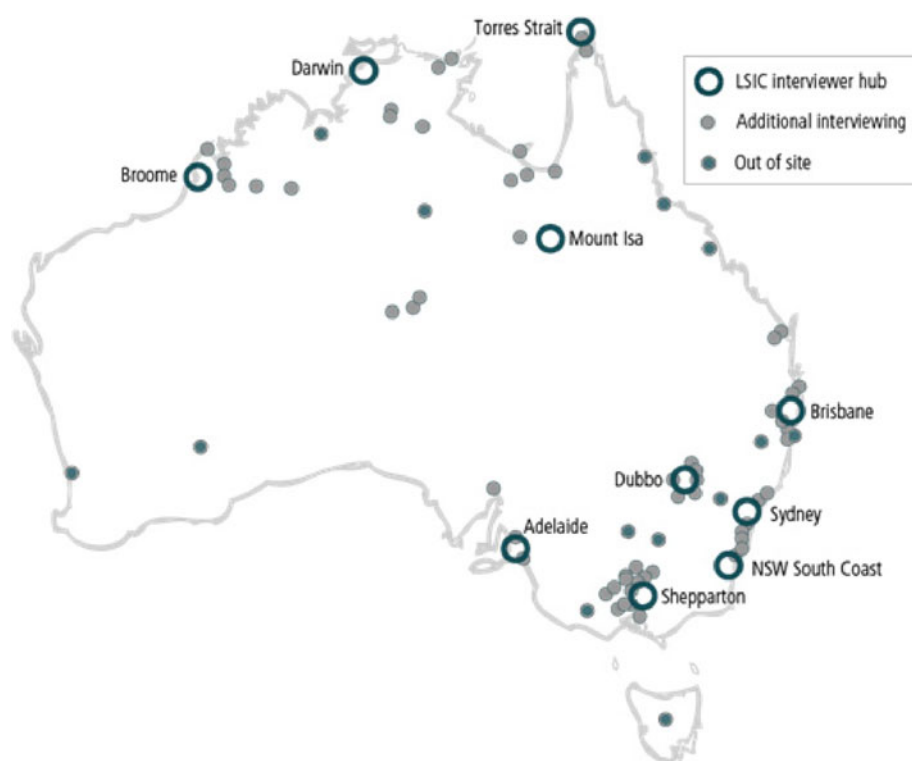 Torres Strait
Darwin
LSIC interviewer hub
Additional interviewing
Out of site
Broome
Mount Isa
Brisbane
Dubbo
Sydney
Adelaide
NSW South Coast
Shepparton